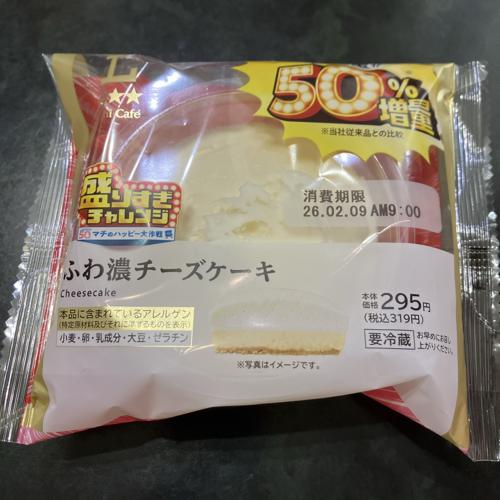 hi Café
50%
増量
※当社従来品との比較
盛りすぎ
チャレンジ
50 マチのハッピー大作戦
消費期限
26.02.09 AM9:00
ふわ濃チーズケーキ
Cheesecake
本体価格 295円
(税込319円)
本品に含まれているアレルゲン
(特定原材料及びそれに準ずるものを表示)
小麦・卵・乳成分・大豆・ゼラチン
要冷蔵 お早めにお召し上がりください。
※写真はイメージです。